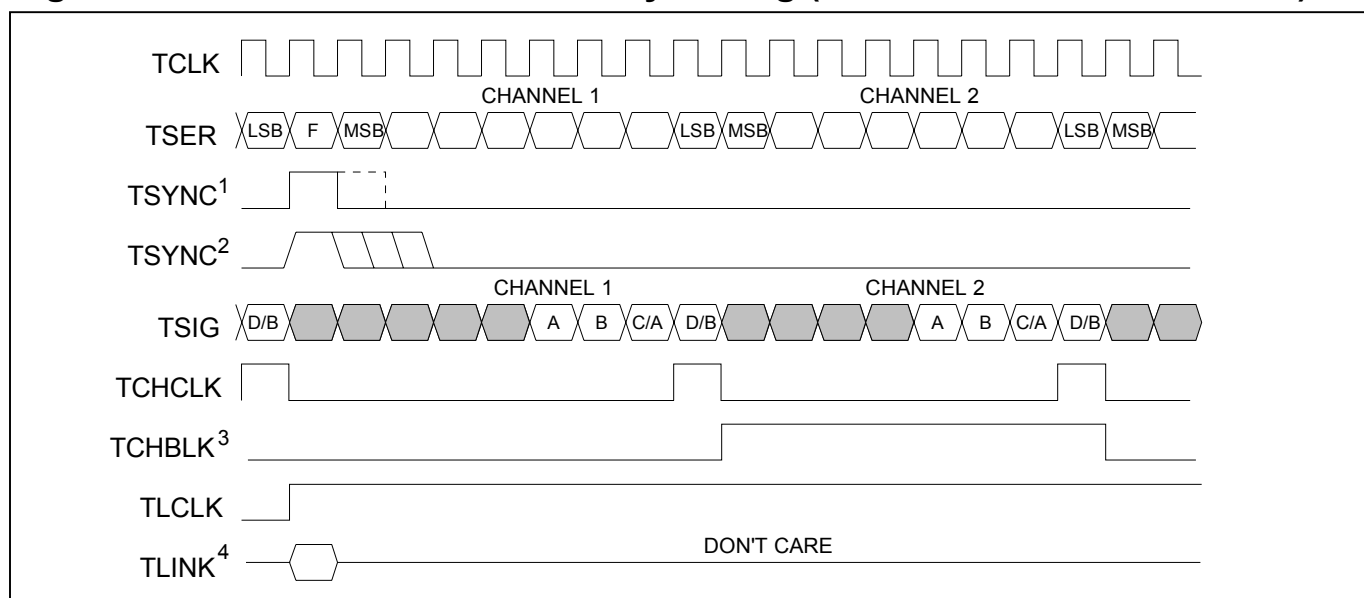 TCLK
CHANNEL 1 CHANNEL 2
TSER LSB F MSB LSB MSB LSB MSB
TSYNC1
TSYNC2
CHANNEL 1 CHANNEL 2
TSIG D/B A B C/A D/B A B C/A D/B
TCHCLK
TCHBLK3
TLCLK
TLINK4 DON'T CARE